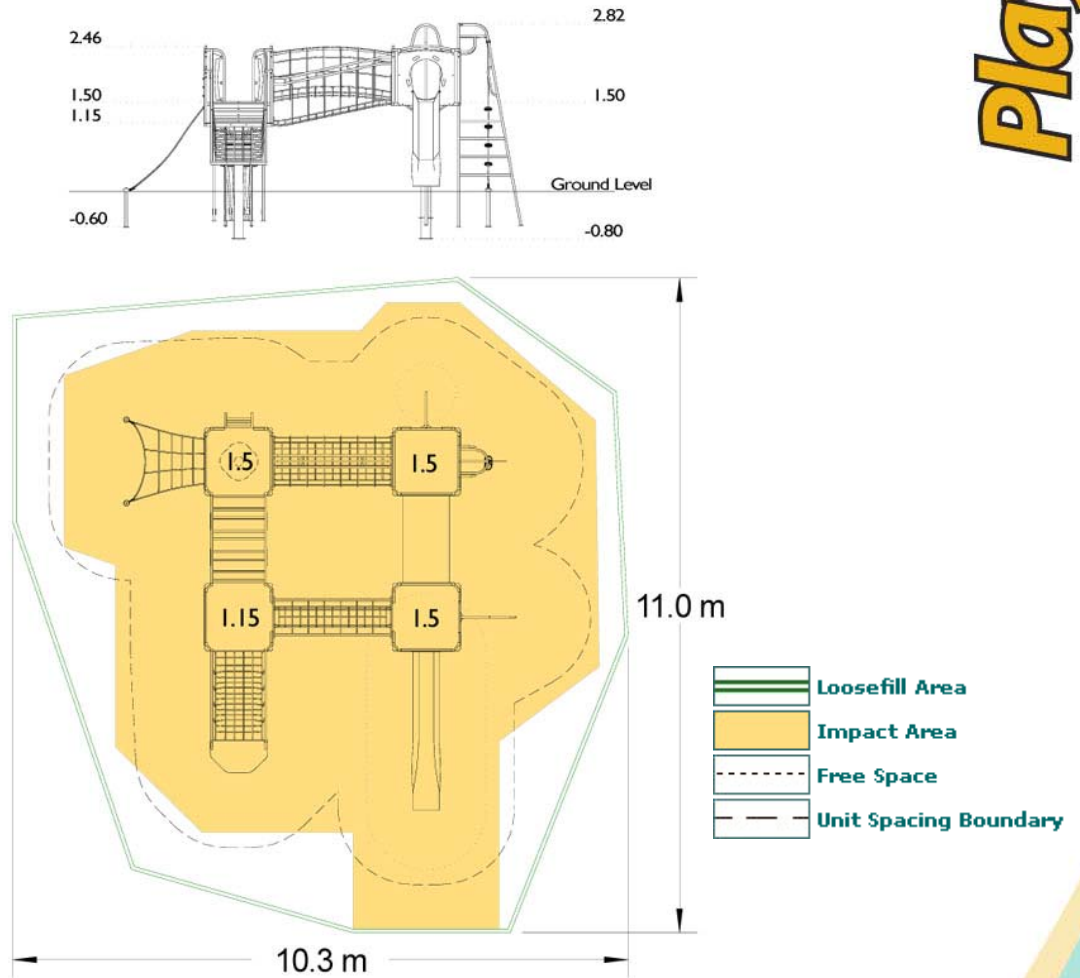 2.82
2.46
1.50
1.50
1.15
Ground Level
-0.60
-0.80
1.5
1.5
1.15
1.5
11.0 m
Loosefill Area
Impact Area
Free Space
Unit Spacing Boundary
10.3 m
Pla